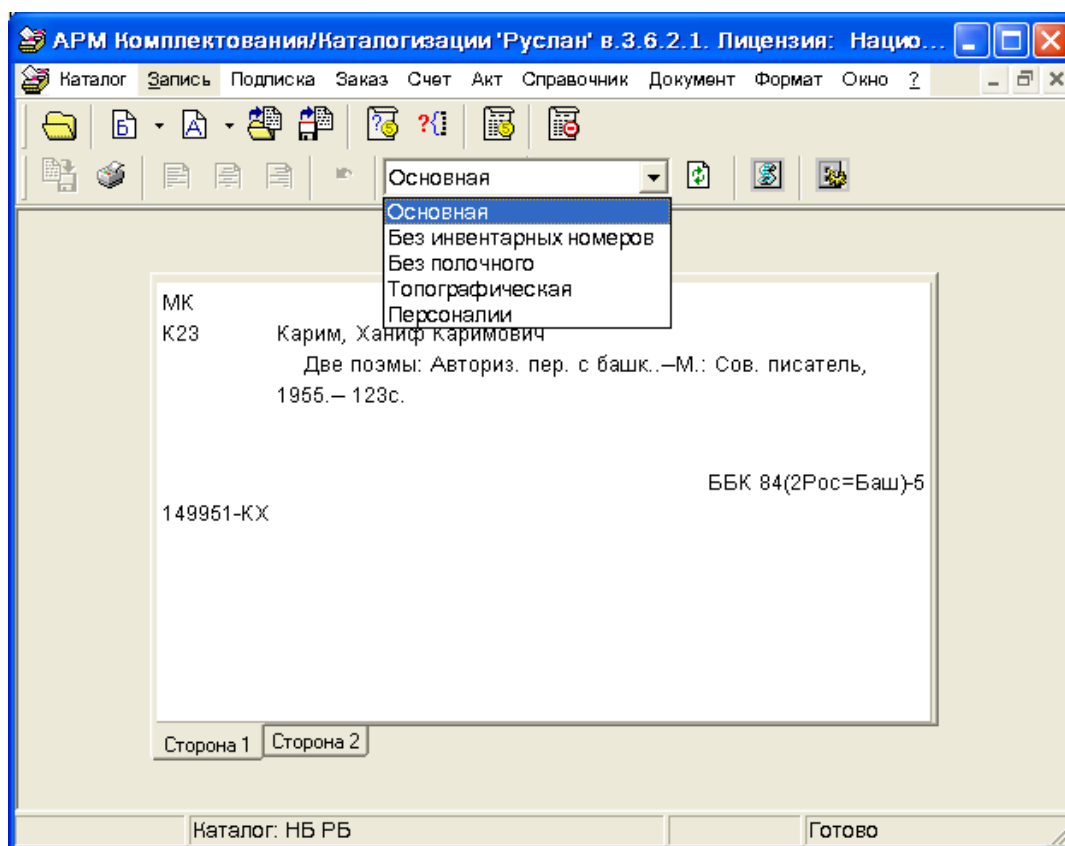 АРМ Комплектования/Каталогизации 'Руслан' в.3.6.2.1. Лицензия: Нацио...
Каталог Запись Подписка Заказ Счет Акт Справочник Документ Формат Окно ?
Основная
Основная
Без инвентарных номеров
Без полочного
Топографическая
Персоналии
МК
К23 Карим, Ханиф Каримович
Две поэмы: Авториз. пер. с башк..—М.: Сов. писатель,
1955.— 123с.
ББК 84(2Рос=Баш)-5
149951-КХ
Сторона 1 Сторона 2
Каталог: НБ РБ Готово